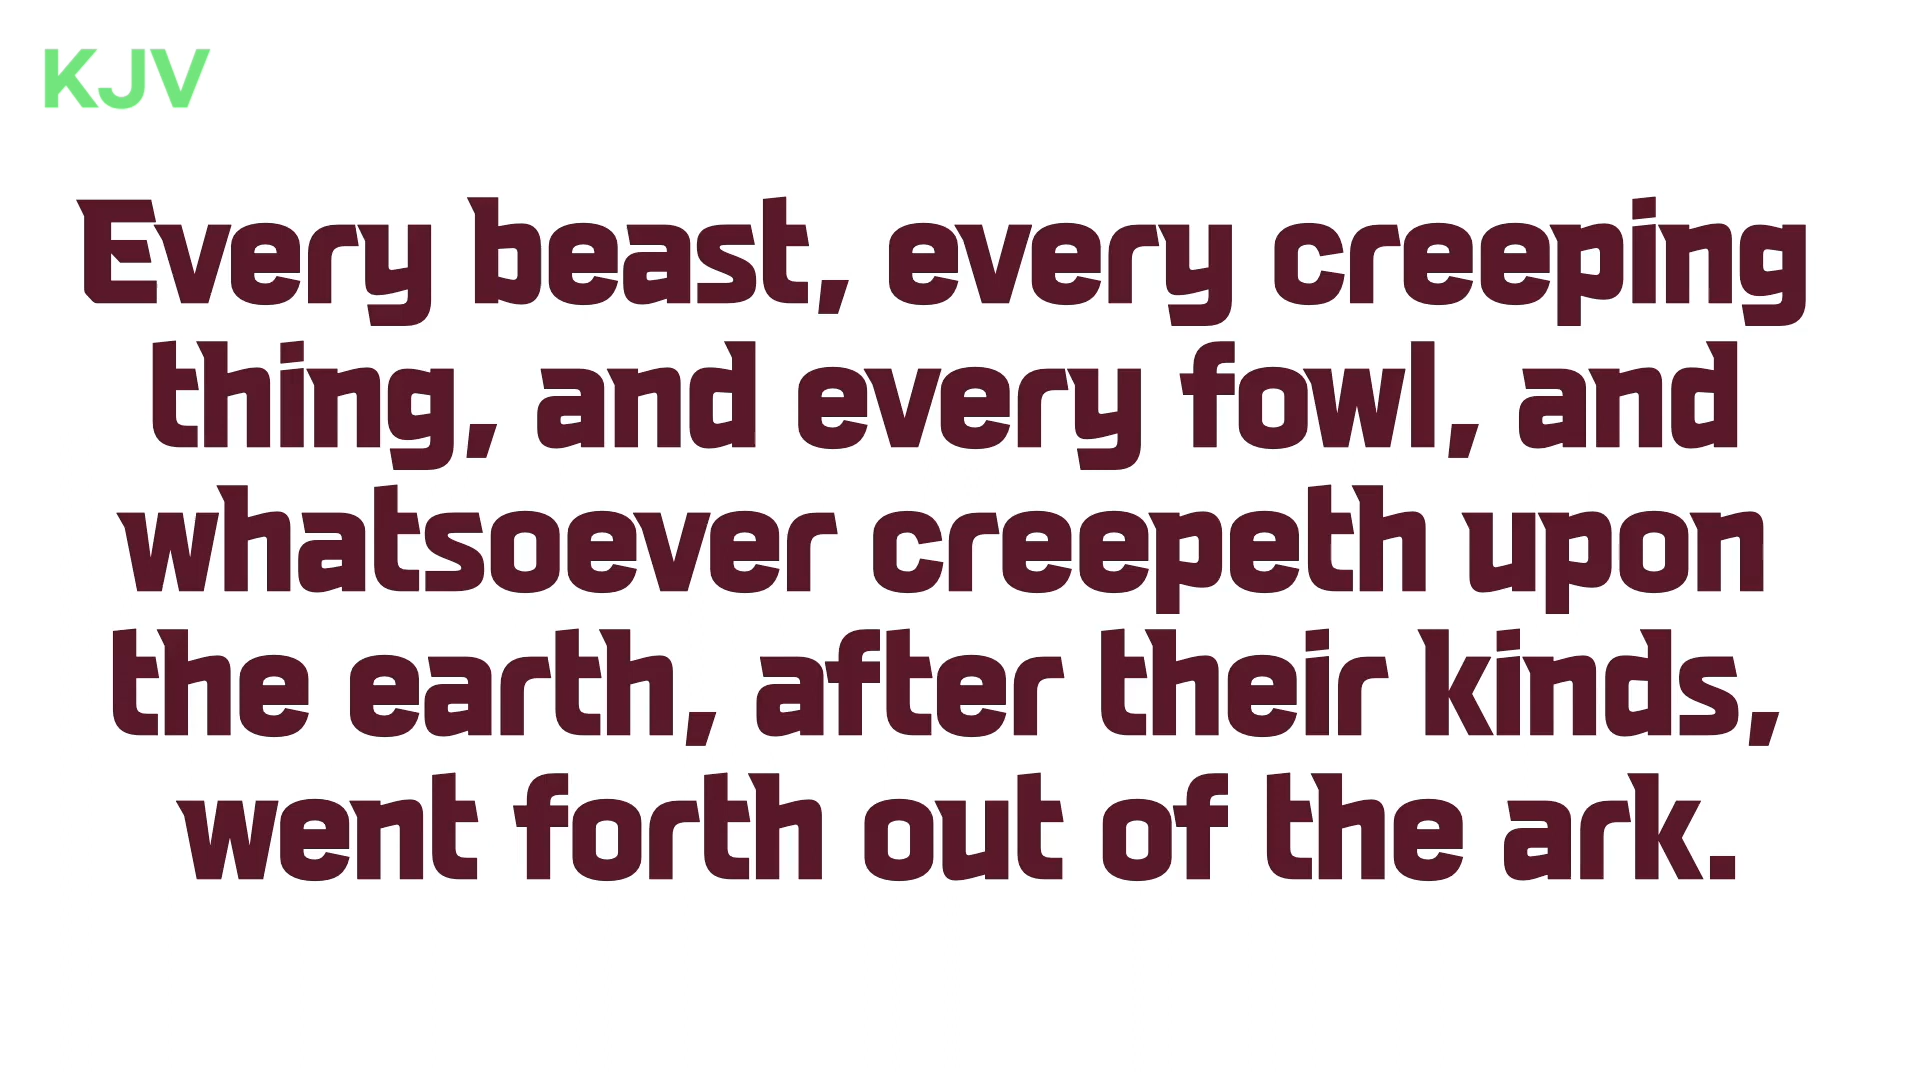 KJV
Every beast, every creeping
thing, and every fowl, and
whatsoever creepeth upon
the earth, after their kinds,
went forth out of the ark.